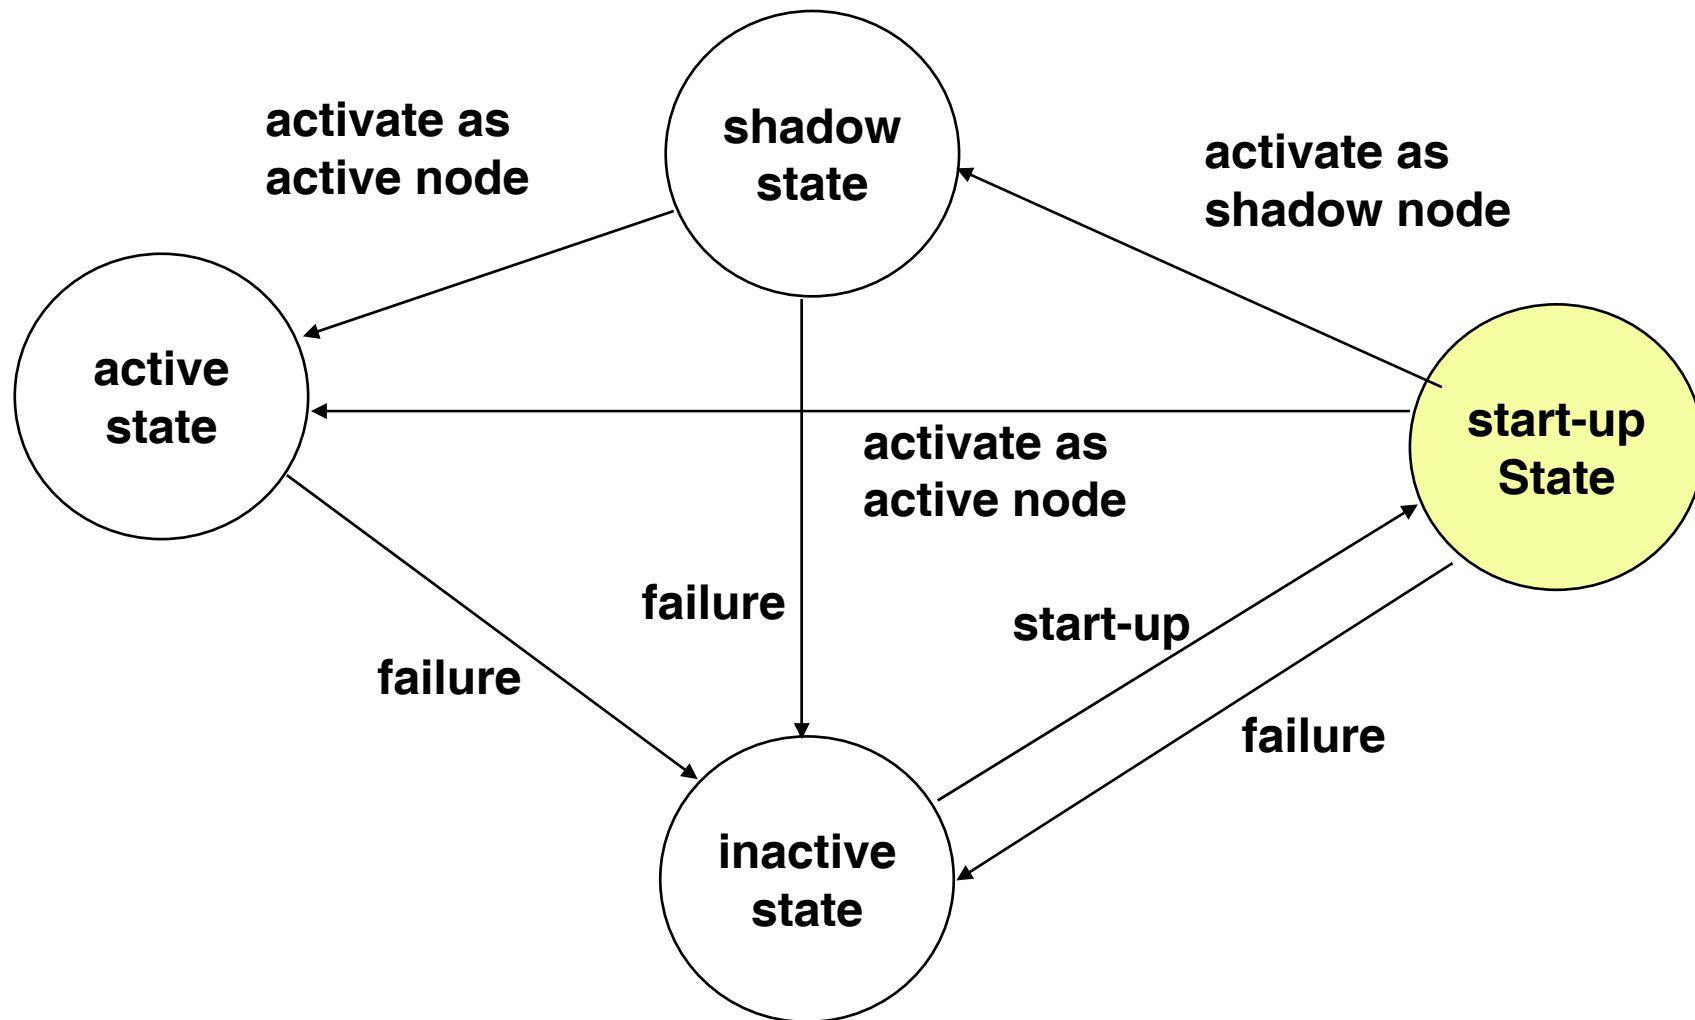 shadow
state
activate as
active node
activate as
shadow node
active
state
start-up
State
activate as
active node
failure
start-up
failure
failure
inactive
state